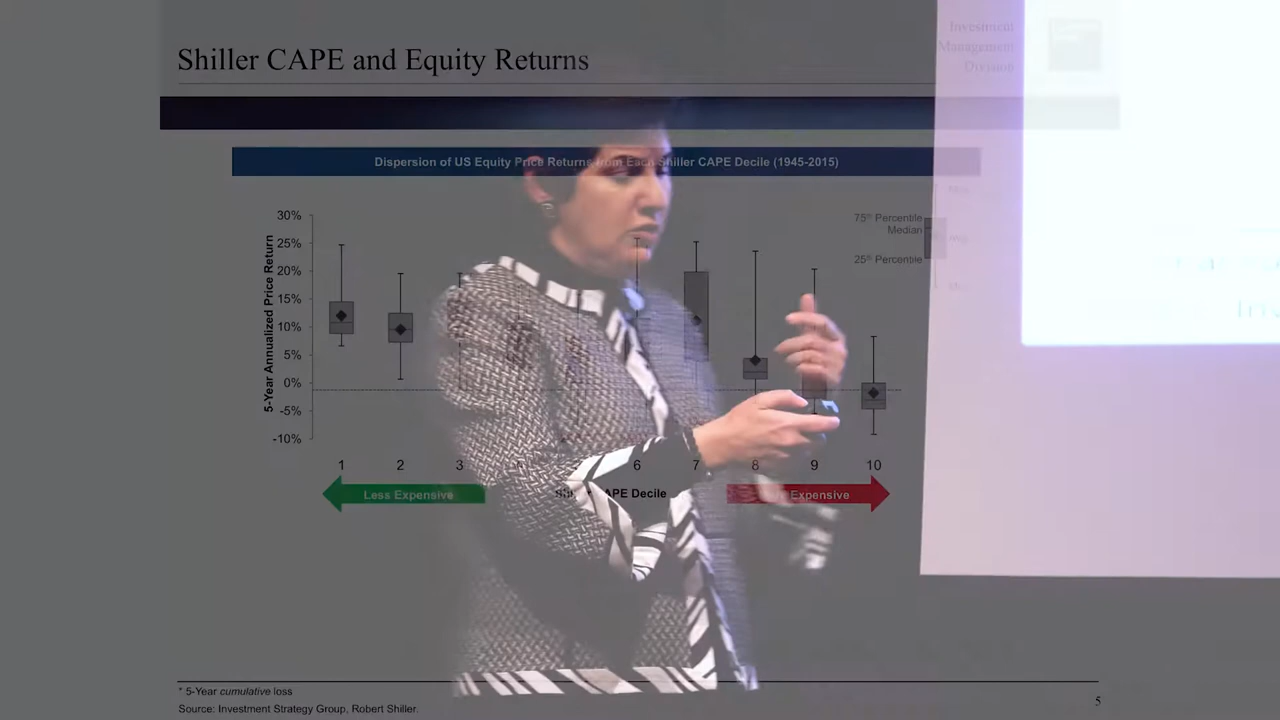 Investment
Management
Division
Shiller CAPE and Equity Returns
Dispersion of US Equity Price Returns from Each Shiller CAPE Decile (1945-2015)
5-Year Annualized Price Return
30%
25%
20%
15%
10%
5%
0%
-5%
-10%
75th Percentile
Median
25th Percentile
1 2 3 6 7 8 9 10
Less Expensive
APE Decile
Expensive
* 5-Year cumulative loss
Source: Investment Strategy Group, Robert Shiller.
5